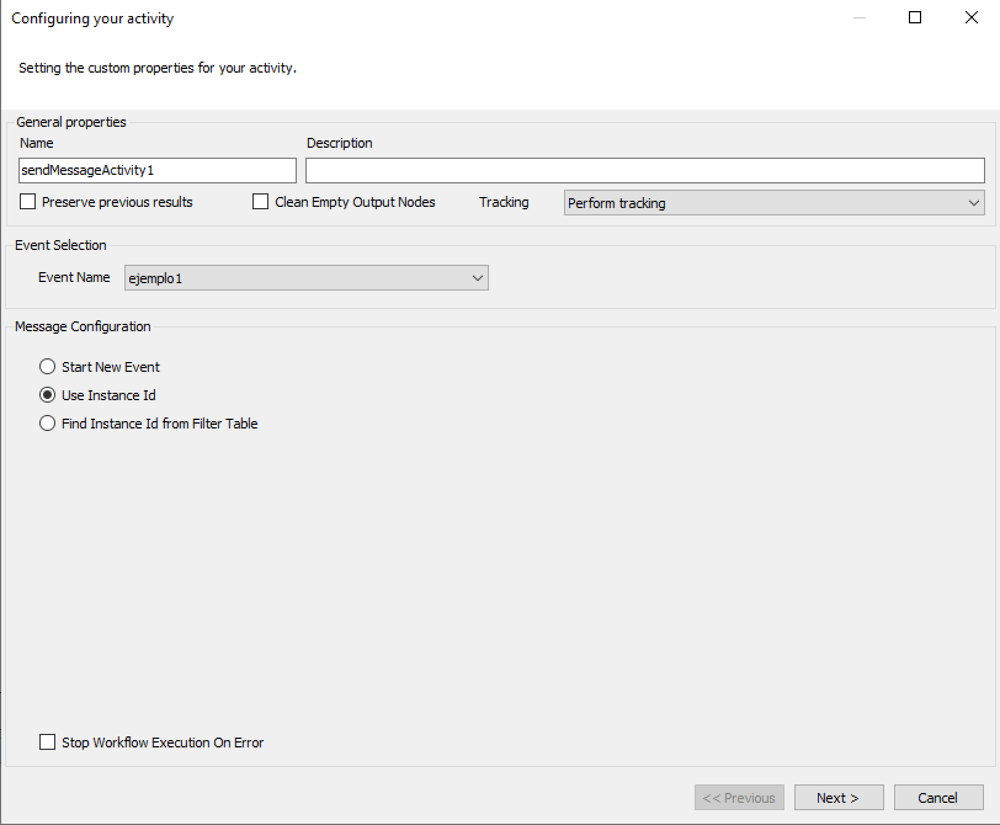 Configuring your activity
Setting the custom properties for your activity.
General properties
Name Description
sendMessageActivity1
Preserve previous results Clean Empty Output Nodes Tracking Perform tracking
Event Selection
Event Name ejemplo1
Message Configuration
Start New Event
Use Instance Id
Find Instance Id from Filter Table
Stop Workflow Execution On Error
<< Previous Next > Cancel